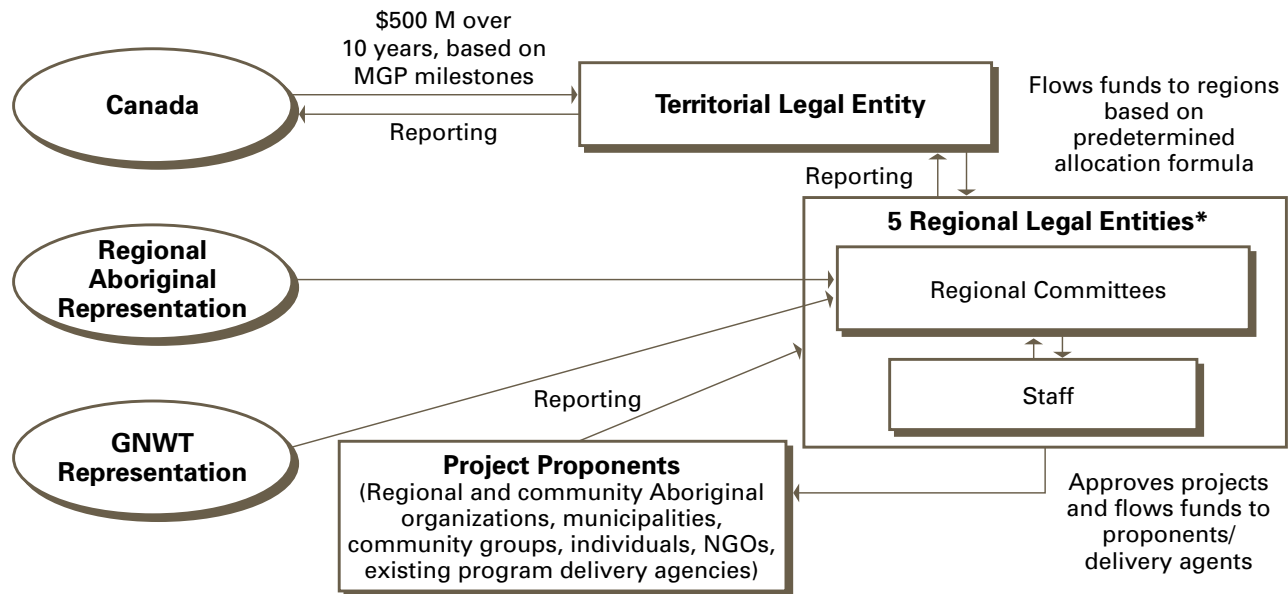 $500 M over
10 years, based on
MGP milestones
Canada
Reporting
Territorial Legal Entity
Flows funds to regions
based on
predetermined
allocation formula
Reporting
5 Regional Legal Entities*
Regional
Aboriginal
Representation
Regional Committees
Staff
Reporting
GNWT
Representation
Project Proponents
(Regional and community Aboriginal
organizations, municipalities,
community groups, individuals, NGOs,
existing program delivery agencies)
Approves projects
and flows funds to
proponents/
delivery agents